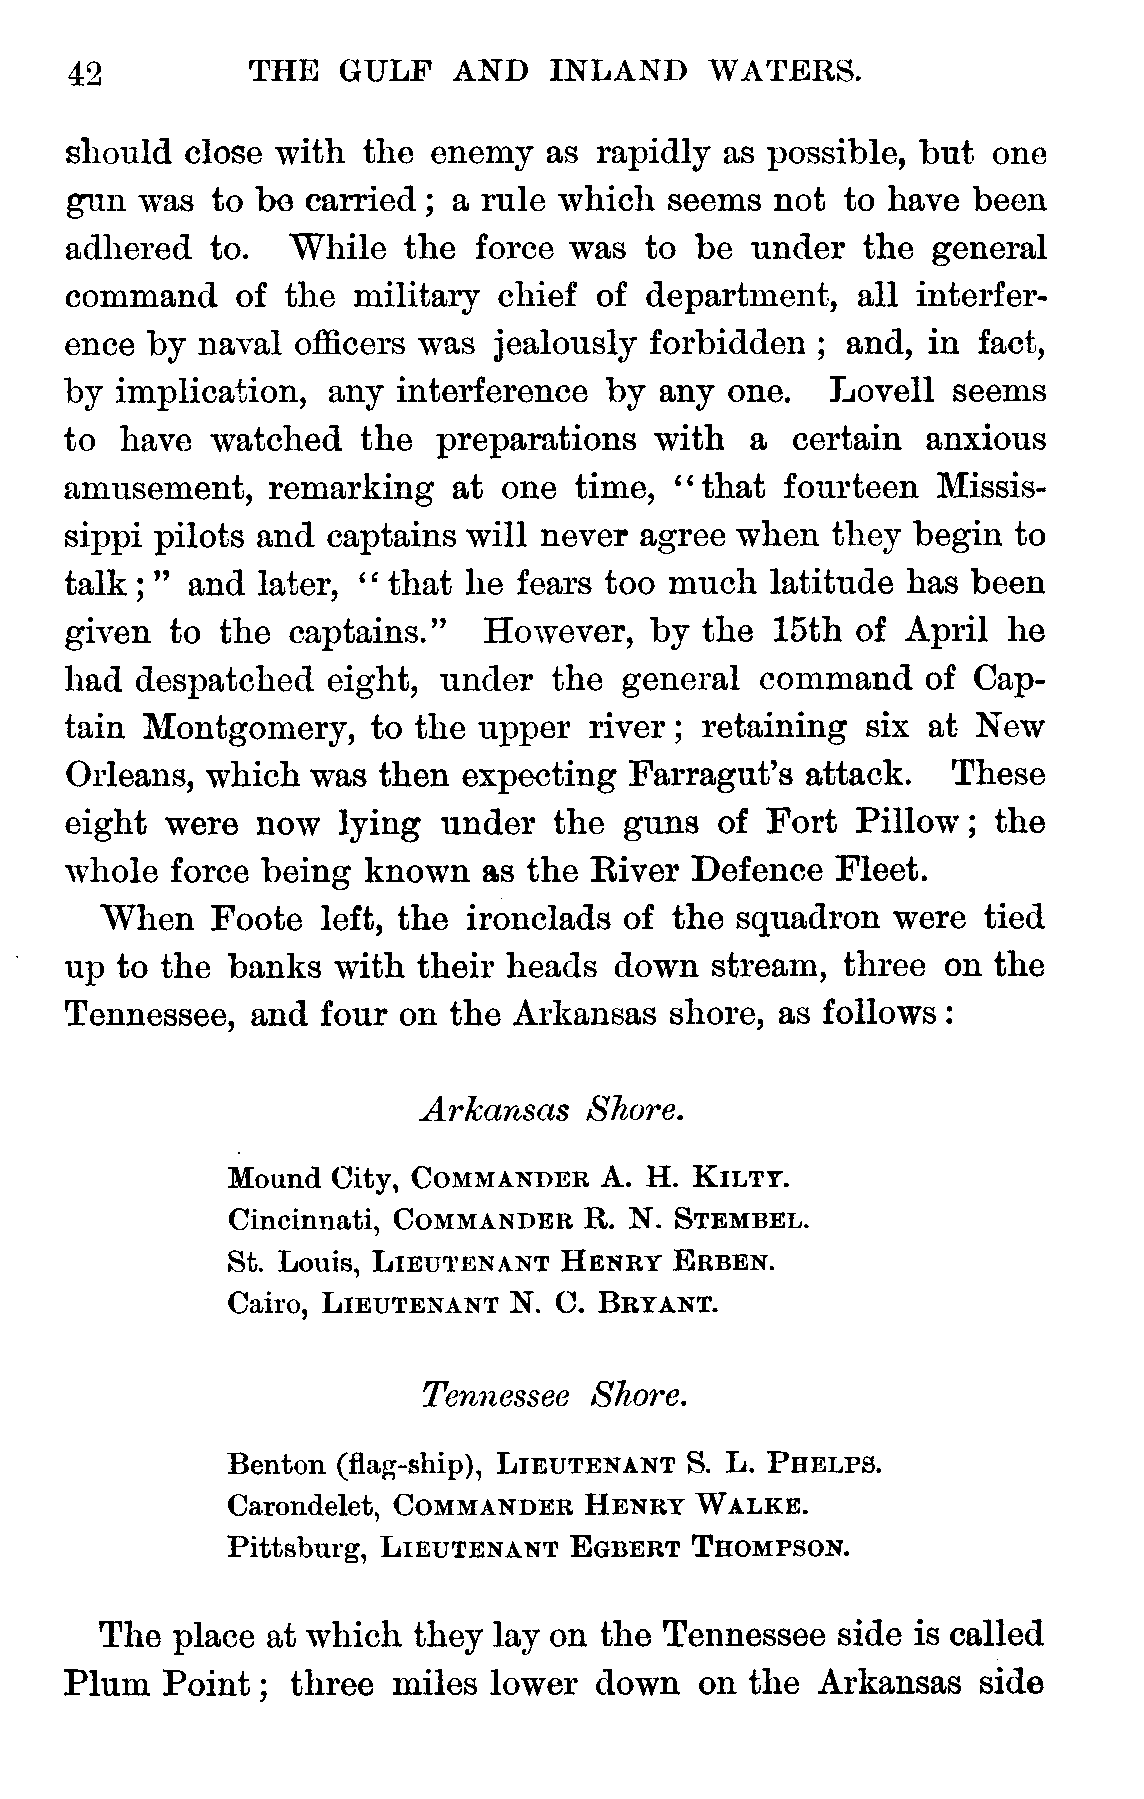 42 THE GULF AND INLAND WATERS.
should close with the enemy as rapidly as possible, but one
gun was to be carried; a rule which seems not to have been
adhered to. While the force was to be under the general
command of the military chief of department, all interfer-
ence by naval officers was jealously forbidden; and, in fact,
by implication, any interference by any one. Lovell seems
to have watched the preparations with a certain anxious
amusement, remarking at one time, "that fourteen Missis-
sippi pilots and captains will never agree when they begin to
talk;" and later, "that he fears too much latitude has been
given to the captains." However, by the 15th of April he
had despatched eight, under the general command of Cap-
tain Montgomery, to the upper river; retaining six at New
Orleans, which was then expecting Farragut's attack. These
eight were now lying under the guns of Fort Pillow; the
whole force being known as the River Defence Fleet.
When Foote left, the ironclads of the squadron were tied
up to the banks with their heads down stream, three on the
Tennessee, and four on the Arkansas shore, as follows:
Arkansas Shore.
Mound City, COMMANDER A. H. KILTY.
Cincinnati, COMMANDER R. N. STEMBEL.
St. Louis, LIEUTENANT HENRY ERBEN.
Cairo, LIEUTENANT N. C. BRYANT.
Tennessee Shore.
Benton (flag-ship), LIEUTENANT S. L. PHELPS.
Carondelet, COMMANDER HENRY WALKE.
Pittsburg, LIEUTENANT EGBERT THOMPSON.
The place at which they lay on the Tennessee side is called
Plum Point; three miles lower down on the Arkansas side